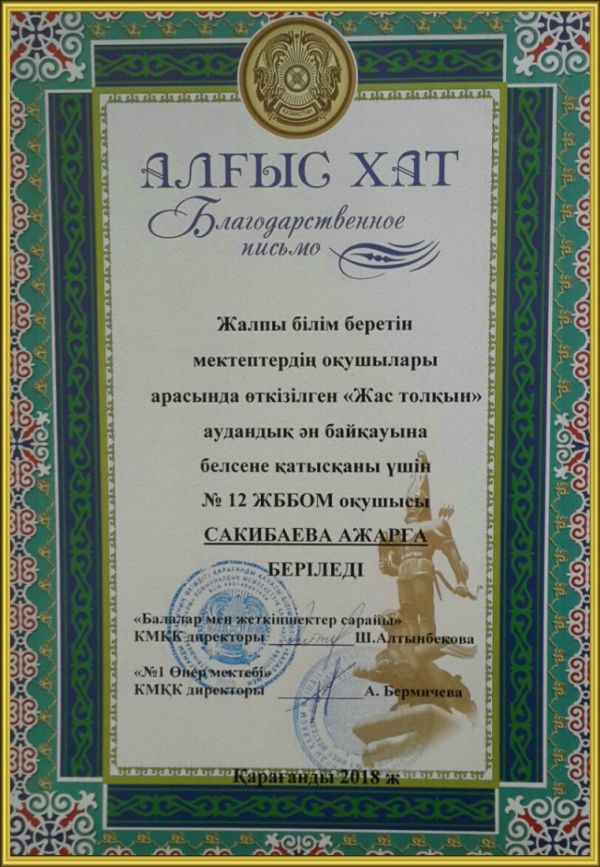 ҚАЗАҚСТАН
АЛҒЫС ХАТ
Благодарственное
письмо
Жалпы білім беретін
мектептердің оқушылары
арасында өткізілген «Жас толқын»
аудандық ән байқауына
белсене қатысқаны үшін
№ 12 ЖББОМ оқушысы
САКИБАЕВА АЖАРҒА
БЕРІЛЕДІ
«Балалар мен жеткіншектер сарайы»
КМҚК директоры Ш.Алтынбекова
«№1 Өнер мектебі»
КМҚК директоры А. Бермичева
Қарағанды 2018 ж